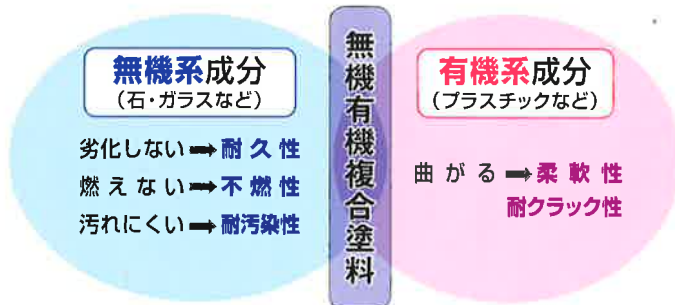 無機系成分
(石・ガラスなど)
劣化しない➡耐久性
燃えない➡不燃性
汚れにくい➡耐汚染性
無機有機複合塗料
有機系成分
(プラスチックなど)
曲がる➡柔軟性
耐クラック性